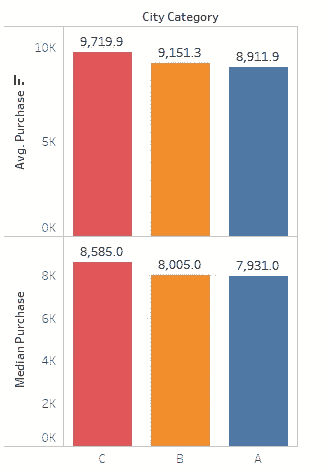 City Category
Avg. Purchase
10K
5K
0K
9,719.9
9,151.3
8,911.9
Median Purchase
8K
6K
4K
2K
0K
8,585.0
8,005.0
7,931.0
C
B
A